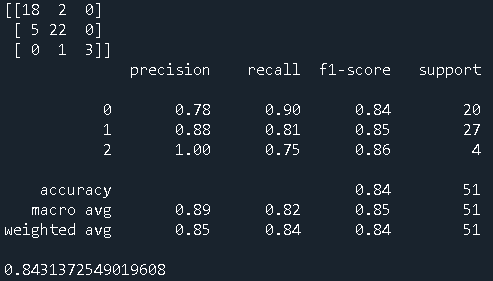 [[18  2  0]
 [ 5 22  0]
 [ 0  1  3]]
              precision    recall  f1-score   support

           0       0.78      0.90      0.84        20
           1       0.88      0.81      0.85        27
           2       1.00      0.75      0.86         4

    accuracy                           0.84        51
   macro avg       0.89      0.82      0.85        51
weighted avg       0.85      0.84      0.84        51

0.8431372549019608